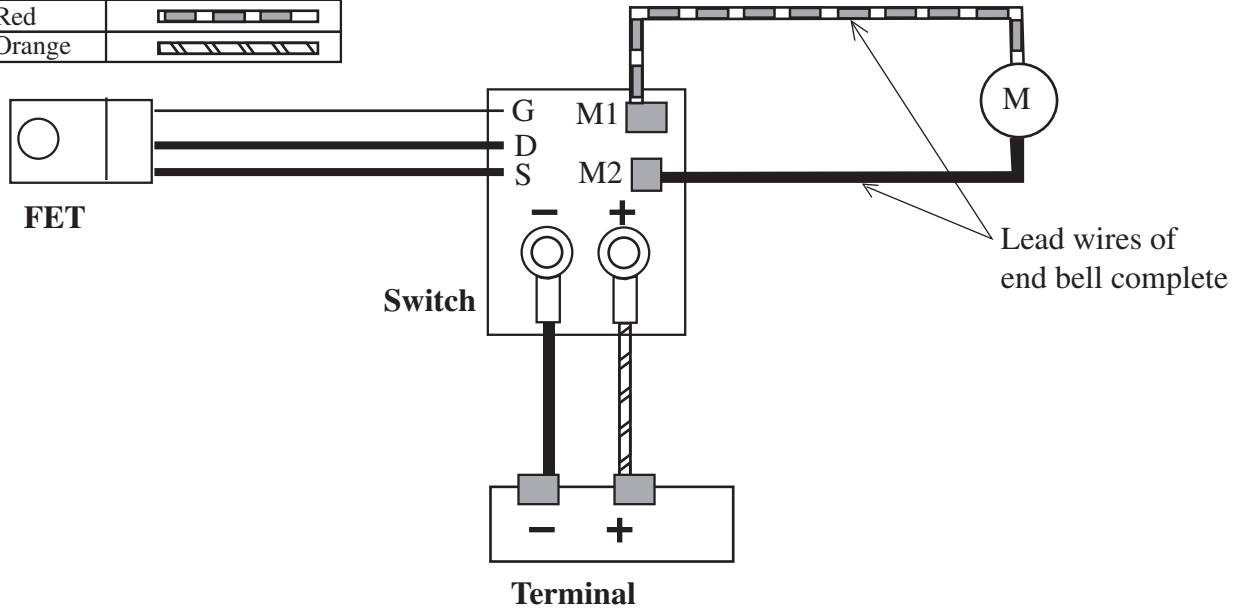 Red
Orange
G
D
S
M1
M2
M
FET
− +
Switch
Lead wires of
end bell complete
− +
Terminal